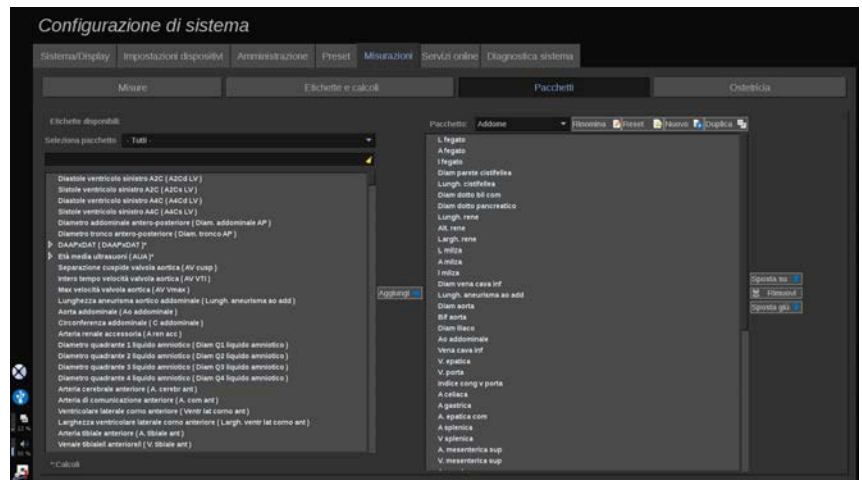 Configurazione di sistema
Sistema/Display Impostazioni dispositivi Amministrazione Preset Misurazioni Servizi online Diagnostica sistema
Misure Etichette e calcoli Pacchetti Ostetricia
Etichette disponibili:
Seleziona pacchetto - Tutti -
Diastole ventricolo sinistro A2C ( A2Cd LV )
Sistole ventricolo sinistro A2C ( A2Cs LV )
Diastole ventricolo sinistro A4C ( A4Cd LV )
Sistole ventricolo sinistro A4C ( A4Cs LV )
Diametro addominale antero-posteriore ( Diam. addominale AP )
Diametro tronco antero-posteriore ( Diam. tronco AP )
DAAPxDAT ( DAAPxDAT )*
Età media ultrasuoni ( AUA )*
Separazione cuspide valvola aortica ( AV cusp )
Intero tempo velocità valvola aortica ( AV VTI )
Max velocità valvola aortica ( AV Vmax )
Lunghezza aneurisma aortico addominale ( Lungh. aneurisma ao add )
Aorta addominale ( Ao addominale )
Circonferenza addominale ( C addominale )
Arteria renale accessoria ( A ren acc )
Diametro quadrante 1 liquido amniotico ( Diam Q1 liquido amniotico )
Diametro quadrante 2 liquido amniotico ( Diam Q2 liquido amniotico )
Diametro quadrante 3 liquido amniotico ( Diam Q3 liquido amniotico )
Diametro quadrante 4 liquido amniotico ( Diam Q4 liquido amniotico )
Arteria cerebrale anteriore ( A. cerebr ant )
Arteria di comunicazione anteriore ( A. com ant )
Ventricolare laterale corno anteriore ( Ventr lat corno ant )
Larghezza ventricolare laterale corno anteriore ( Largh. ventr lat corno ant )
Arteria tibiale anteriore ( A. tibiale ant )
( V. tibiale ant )
*:Calcoli
Aggiungi
Pacchetto: Addome Rinomina Reset Nuovo Duplica
L fegato
A fegato
I fegato
Diam parete cistifellea
Lungh. cistifellea
Diam dotto bil com
Diam dotto pancreatico
Lungh. rene
Alt. rene
Largh. rene
L milza
A milza
I milza
Diam vena cava inf
Lungh. aneurisma ao add
Diam aorta
Bif aorta
Diam iliaco
Ao addominale
Vena cava inf
V. epatica
V. porta
Indice cong v porta
A celiaca
A gastrica
A. epatica com
A splenica
V splenica
A. mesenterica sup
V. mesenterica sup
Sposta su
Rimuovi
Sposta giù